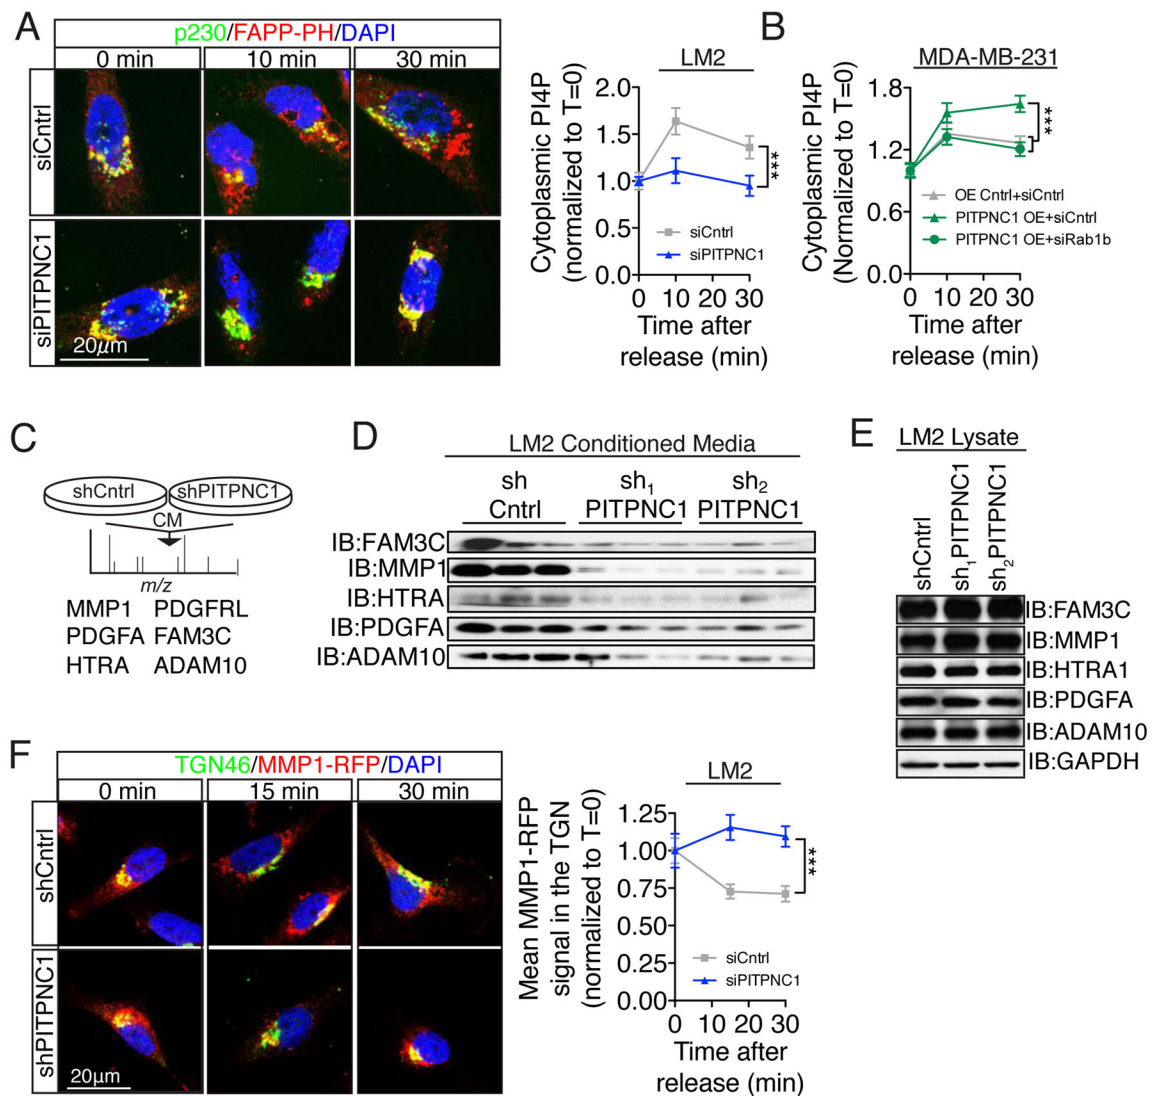 A
p230/FAPP-PH/DAPI
0 min 10 min 30 min
siCntrl
siPITPNC1
20µm
LM2
Cytoplasmic PI4P
(normalized to T=0)
2.0
1.5
1.0
0.5
0.0
***
siCntrl
siPITPNC1
0 10 20 30
Time after
release (min)
B
MDA-MB-231
Cytoplasmic PI4P
(Normalized to T=0)
1.8
1.2
0.6
0.0
***
OE Cntrl+siCntrl
PITPNC1 OE+siCntrl
PITPNC1 OE+siRab1b
0 10 20 30
Time after
release (min)
C
shCntrl shPITPNC1
CM
m/z
MMP1 PDGFRL
PDGFA FAM3C
HTRA ADAM10
D
LM2 Conditioned Media
sh sh1 sh2
Cntrl PITPNC1 PITPNC1
IB:FAM3C
IB:MMP1
IB:HTRA
IB:PDGFA
IB:ADAM10
E
LM2 Lysate
shCntrl
sh1PITPNC1
sh2PITPNC1
IB:FAM3C
IB:MMP1
IB:HTRA1
IB:PDGFA
IB:ADAM10
IB:GAPDH
F
TGN46/MMP1-RFP/DAPI
0 min 15 min 30 min
shCntrl
shPITPNC1
20µm
LM2
Mean MMP1-RFP
signal in the TGN
(normalized to T=0)
1.25
1.00
0.75
0.50
0.25
0.00
***
siCntrl
siPITPNC1
0 10 20 30
Time after
release (min)